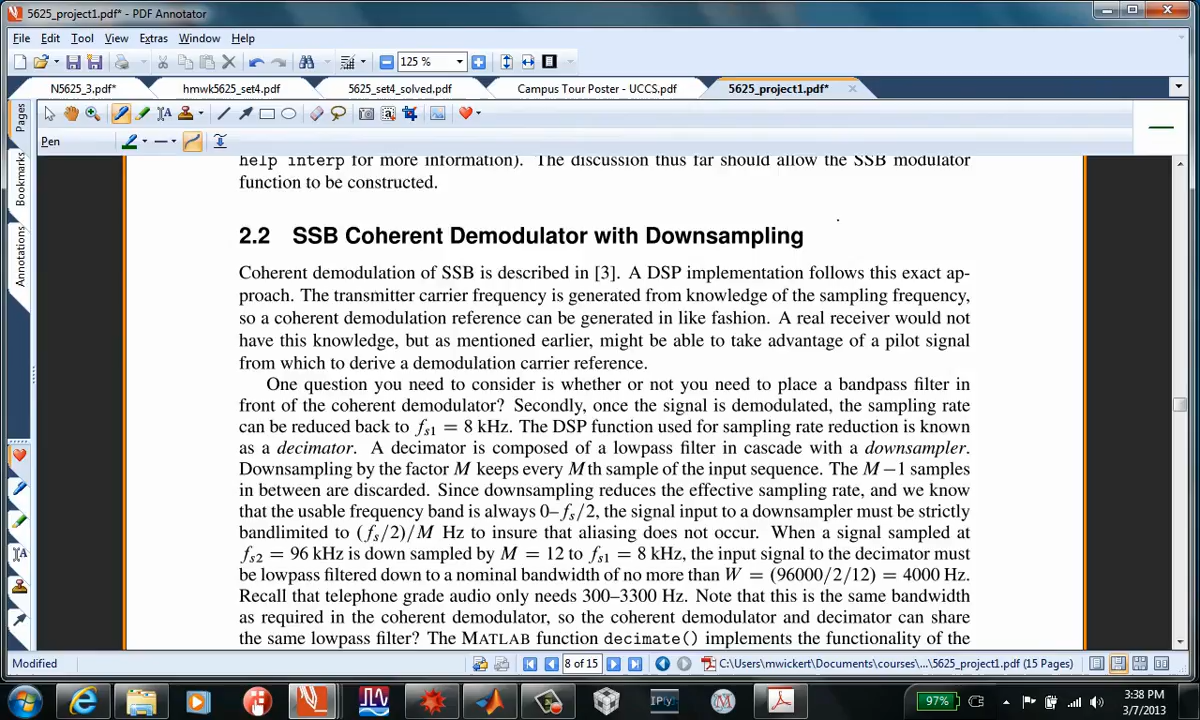 5625_project1.pdf* - PDF Annotator
File Edit Tool View Extras Window Help
125 %
N5625_3.pdf* hmwk5625_set4.pdf 5625_set4_solved.pdf Campus Tour Poster - UCCS.pdf 5625_project1.pdf*
Pen
Pages
Bookmarks
Annotations
help interp for more information). The discussion thus far should allow the SSB modulator
function to be constructed.
2.2 SSB Coherent Demodulator with Downsampling
Coherent demodulation of SSB is described in [3]. A DSP implementation follows this exact ap-
proach. The transmitter carrier frequency is generated from knowledge of the sampling frequency,
so a coherent demodulation reference can be generated in like fashion. A real receiver would not
have this knowledge, but as mentioned earlier, might be able to take advantage of a pilot signal
from which to derive a demodulation carrier reference.
One question you need to consider is whether or not you need to place a bandpass filter in
front of the coherent demodulator? Secondly, once the signal is demodulated, the sampling rate
can be reduced back to fs1 = 8 kHz. The DSP function used for sampling rate reduction is known
as a decimator. A decimator is composed of a lowpass filter in cascade with a downsampler.
Downsampling by the factor M keeps every Mth sample of the input sequence. The M−1 samples
in between are discarded. Since downsampling reduces the effective sampling rate, and we know
that the usable frequency band is always 0–fs/2, the signal input to a downsampler must be strictly
bandlimited to (fs/2)/M Hz to insure that aliasing does not occur. When a signal sampled at
fs2 = 96 kHz is down sampled by M = 12 to fs1 = 8 kHz, the input signal to the decimator must
be lowpass filtered down to a nominal bandwidth of no more than W = (96000/2/12) = 4000 Hz.
Recall that telephone grade audio only needs 300–3300 Hz. Note that this is the same bandwidth
as required in the coherent demodulator, so the coherent demodulator and decimator can share
the same lowpass filter? The MATLAB function decimate() implements the functionality of the
Modified 8 of 15 C:\Users\mwickert\Documents\courses\...\5625_project1.pdf (15 Pages)
IP[y]: 97% 3:38 PM
3/7/2013